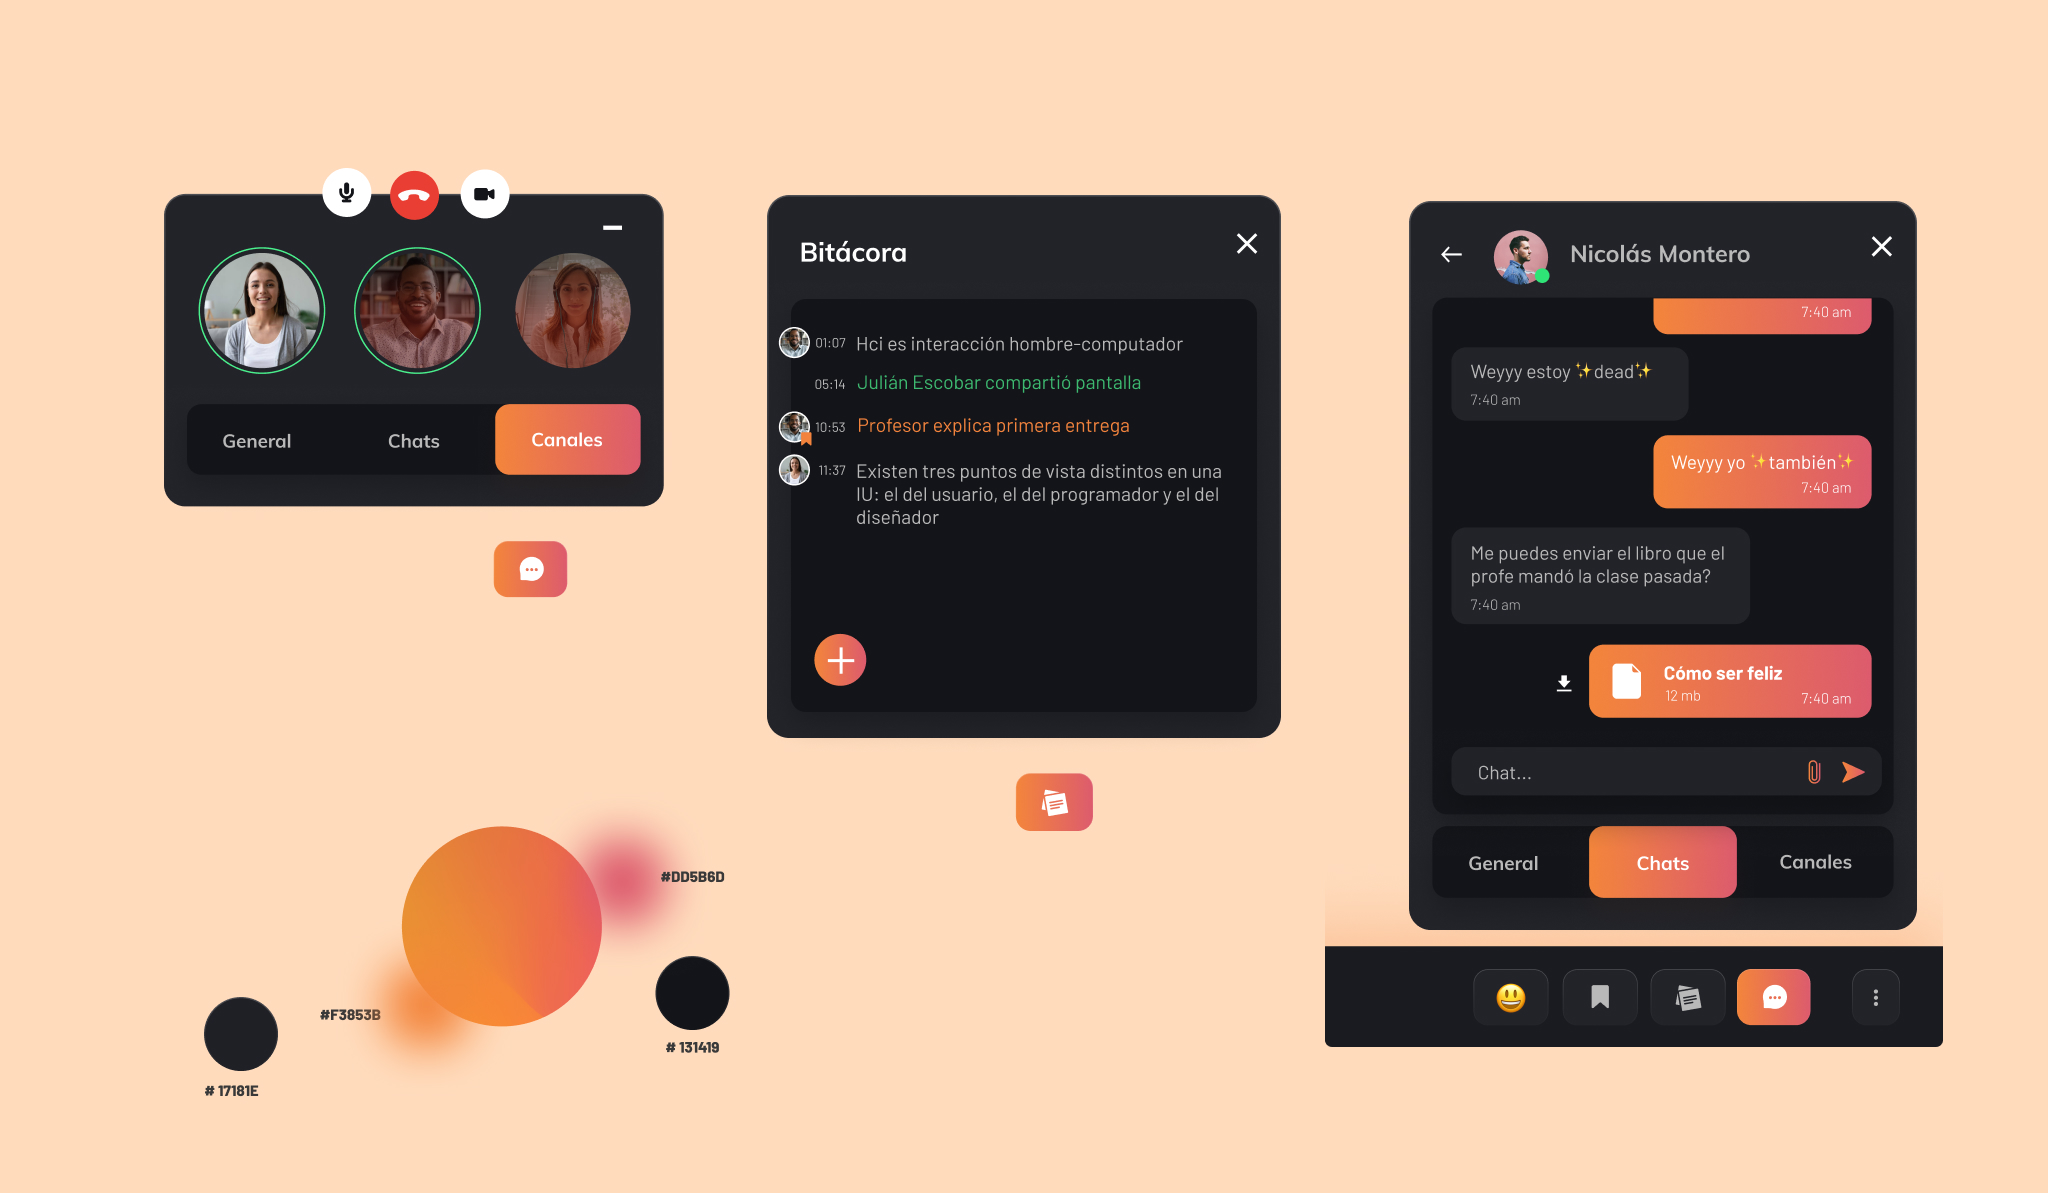 General
Chats
Canales
Bitácora
01:07 Hci es interacción hombre-computador
05:14 Julián Escobar compartió pantalla
10:53 Profesor explica primera entrega
11:37 Existen tres puntos de vista distintos en una
IU: el del usuario, el del programador y el del
diseñador
Nicolás Montero
7:40 am
Weyyy estoy ✨dead✨
7:40 am
Weyyy yo ✨también✨
7:40 am
Me puedes enviar el libro que el
profe mandó la clase pasada?
7:40 am
Cómo ser feliz
12 mb
7:40 am
Chat...
General
Chats
Canales
#DD5B6D
#F3853B
# 131419
# 17181E